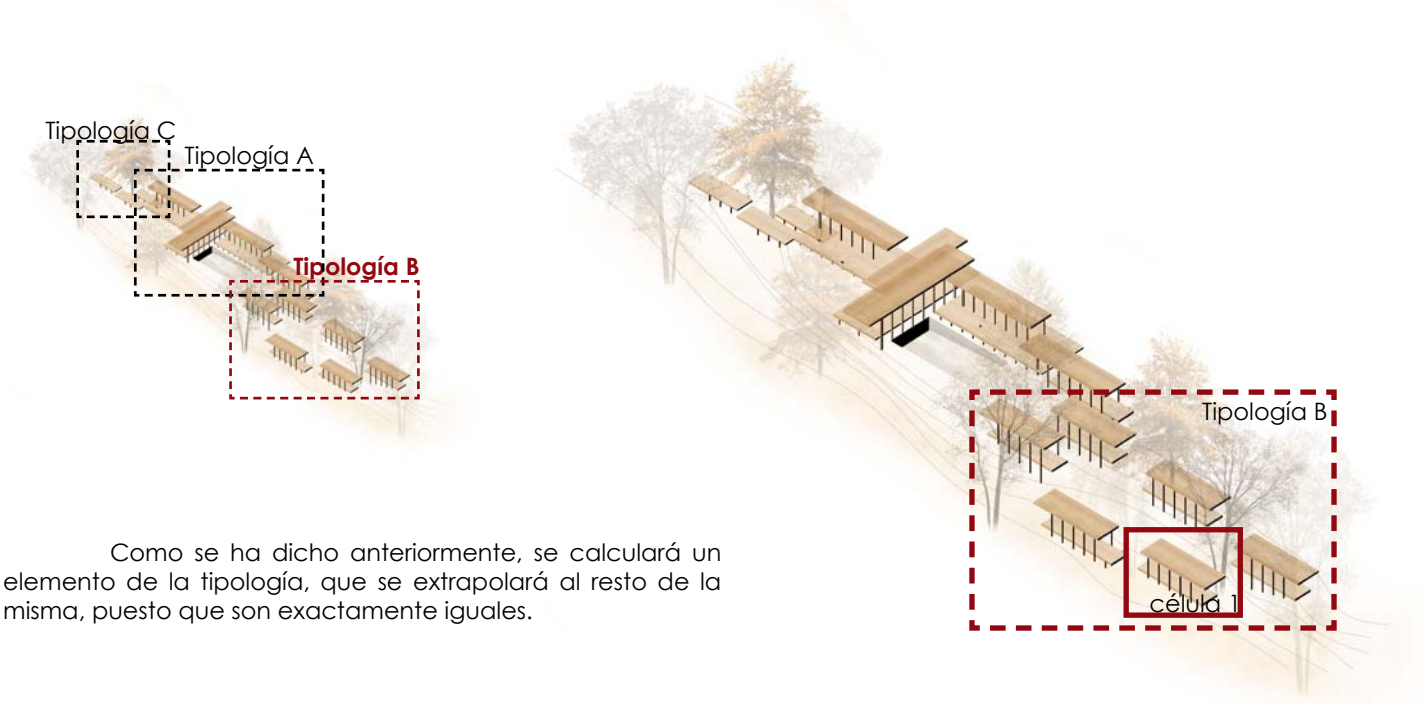 Tipología C
Tipología A
Tipología B
Tipología B
célula 1
Como se ha dicho anteriormente, se calculará un
elemento de la tipología, que se extrapolará al resto de la
misma, puesto que son exactamente iguales.